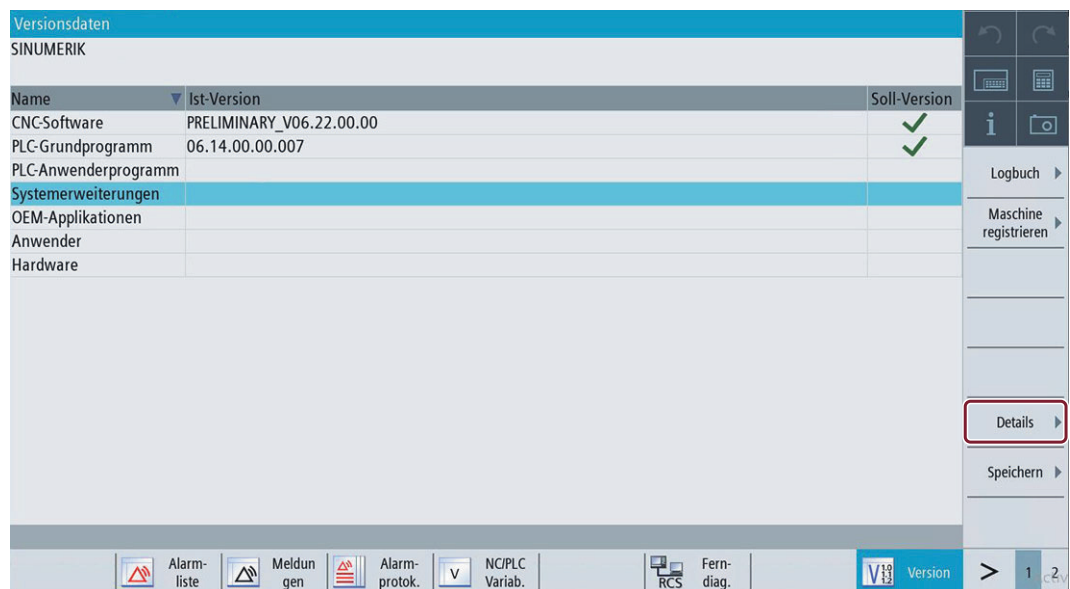 Versionsdaten
SINUMERIK
Name Ist-Version Soll-Version
CNC-Software PRELIMINARY_V06.22.00.00
PLC-Grundprogramm 06.14.00.00.007
PLC-Anwenderprogramm
Systemerweiterungen
OEM-Applikationen
Anwender
Hardware
Logbuch
Maschine
registrieren
Details
Speichern
Alarm-
liste
Meldun
gen
Alarm-
protok.
V
NC/PLC
Variab.
RCS
Fern-
diag.
Version
> 1 2